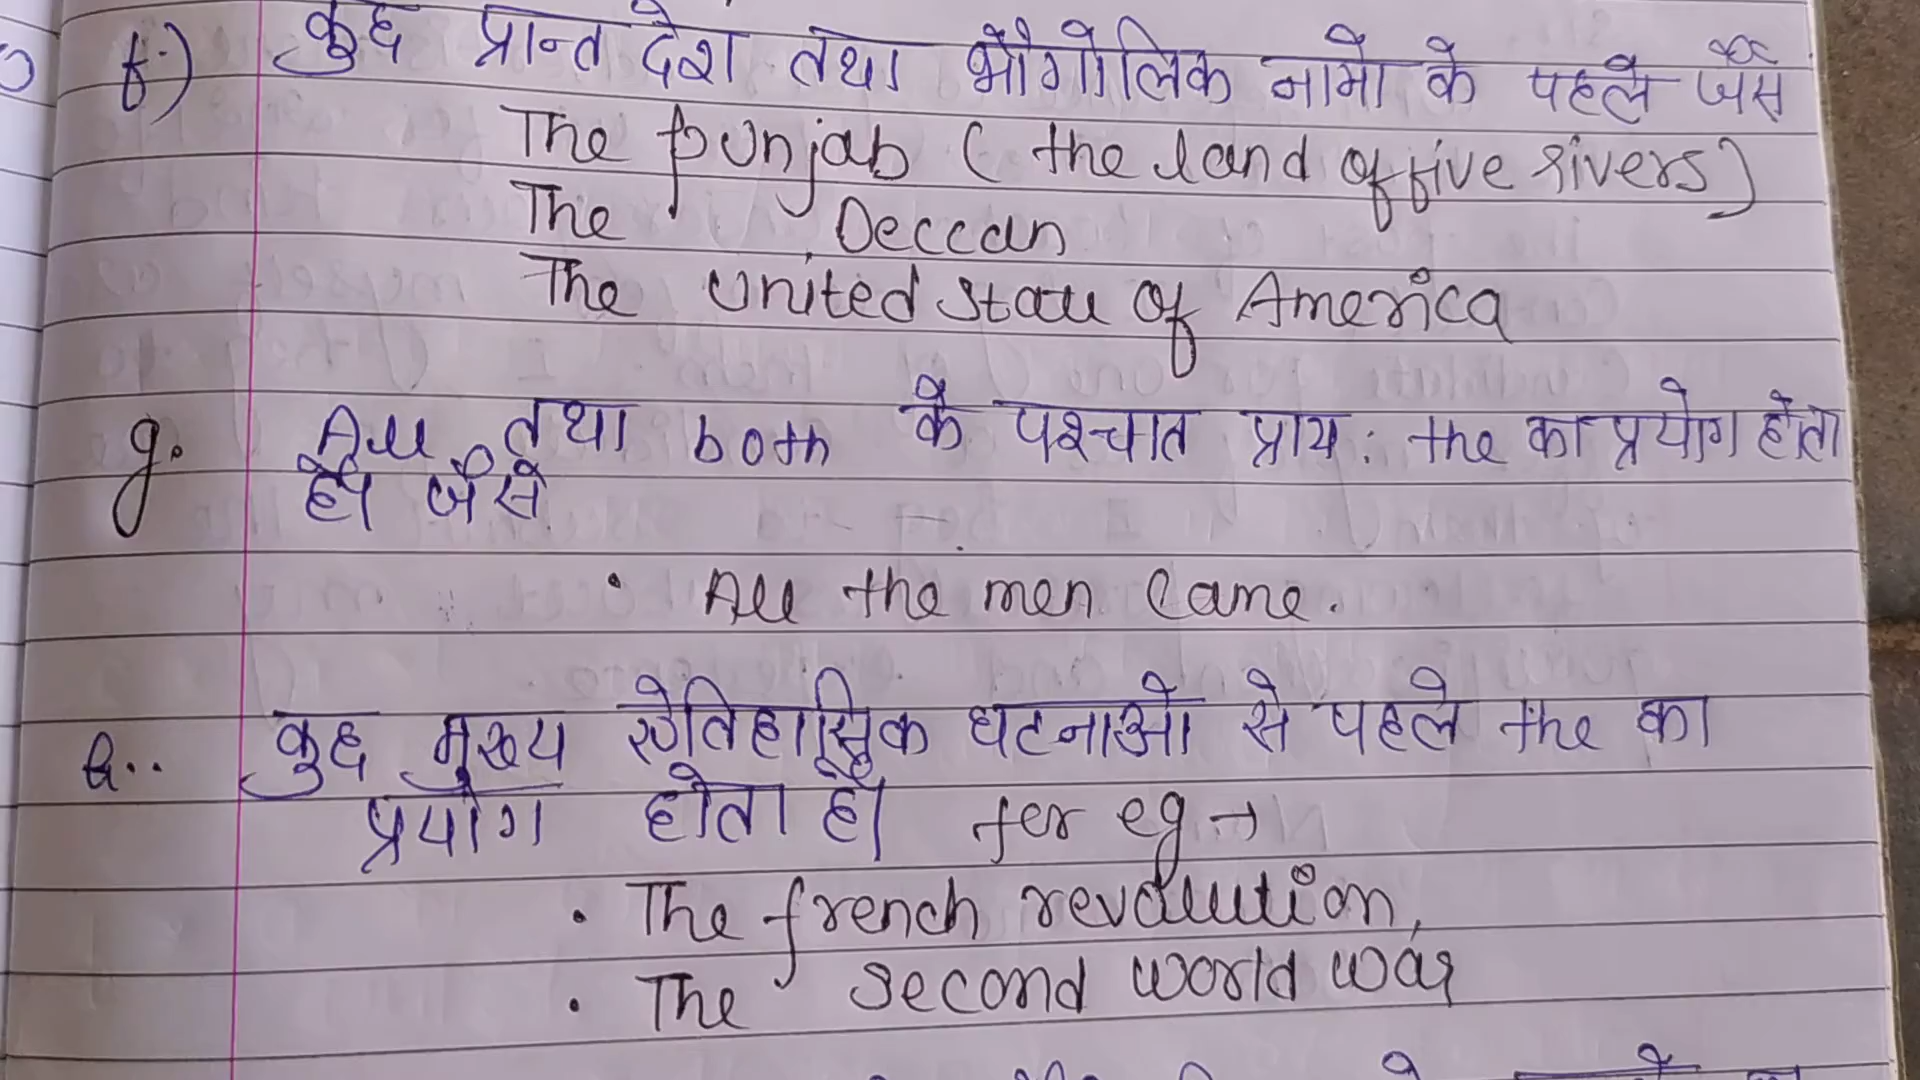 f.) कुछ प्रान्त देश तथा भौगोलिक नामो के पहले जैसे
The punjab ( the land of five rivers)
The Deccan
The United State of America
g. All तथा both के पश्चात प्राय: the का प्रयोग होता
है। जैसे
• All the men came.
कुछ मुख्य ऐतिहासिक घटनाओ से पहले the का
प्रयोग होता है। for eg →
• The french revolution,
• The second world war